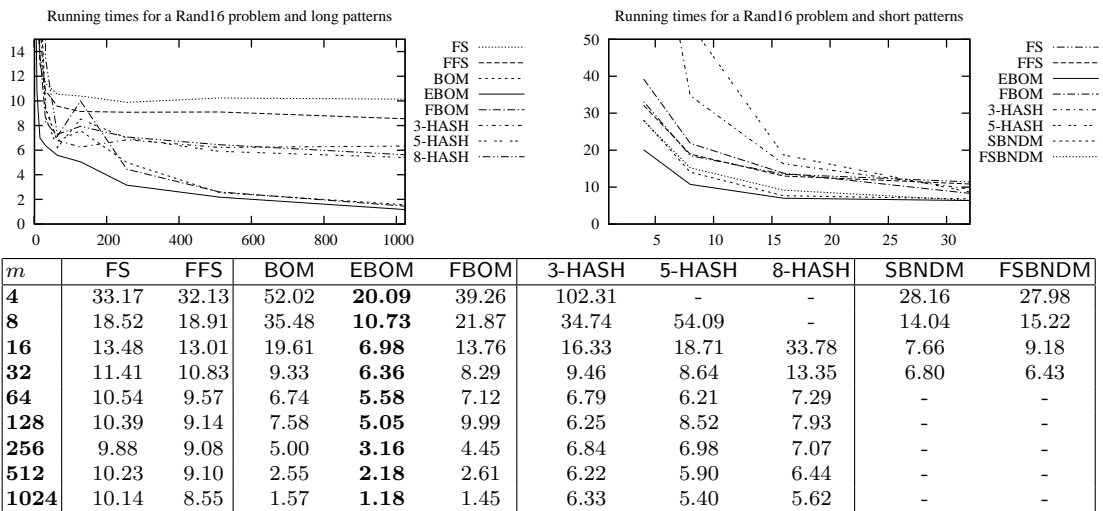 Running times for a Rand16 problem and long patterns
14
12
10
8
6
4
2
0
0 200 400 600 800 1000
FS
FFS
BOM
EBOM
FBOM
3-HASH
5-HASH
8-HASH
Running times for a Rand16 problem and short patterns
50
40
30
20
10
0
5 10 15 20 25 30
FS
FFS
EBOM
FBOM
3-HASH
5-HASH
SBNDM
FSBNDM
m FS FFS BOM EBOM FBOM 3-HASH 5-HASH 8-HASH SBNDM FSBNDM
4 33.17 32.13 52.02 20.09 39.26 102.31 - - 28.16 27.98
8 18.52 18.91 35.48 10.73 21.87 34.74 54.09 - 14.04 15.22
16 13.48 13.01 19.61 6.98 13.76 16.33 18.71 33.78 7.66 9.18
32 11.41 10.83 9.33 6.36 8.29 9.46 8.64 13.35 6.80 6.43
64 10.54 9.57 6.74 5.58 7.12 6.79 6.21 7.29 - -
128 10.39 9.14 7.58 5.05 9.99 6.25 8.52 7.93 - -
256 9.88 9.08 5.00 3.16 4.45 6.84 6.98 7.07 - -
512 10.23 9.10 2.55 2.18 2.61 6.22 5.90 6.44 - -
1024 10.14 8.55 1.57 1.18 1.45 6.33 5.40 5.62 - -